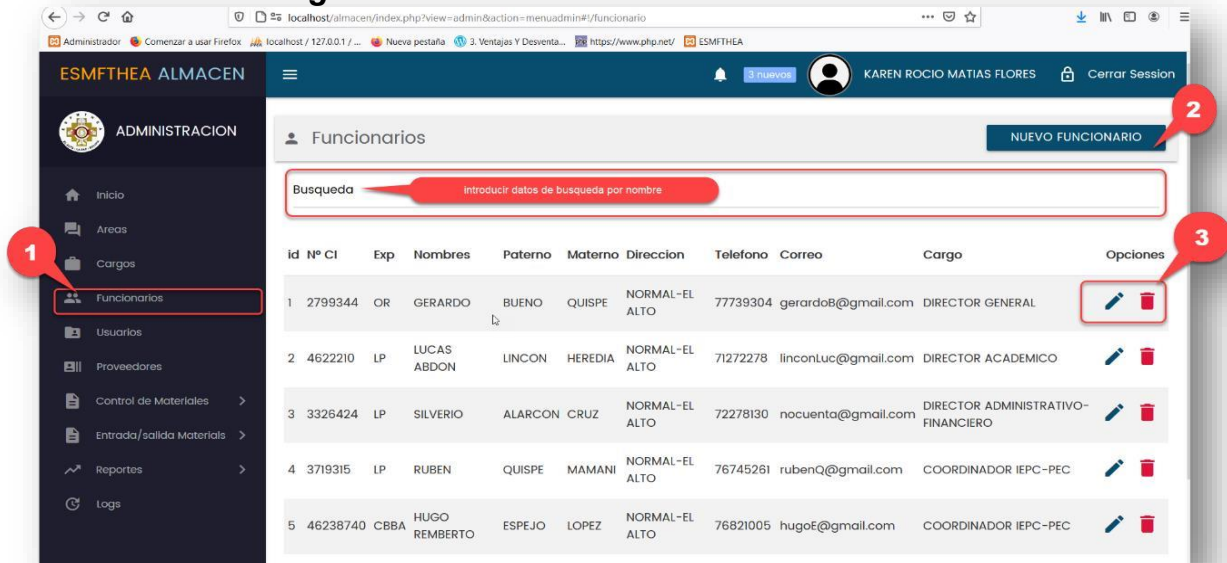 localhost/almacen/index.php?view=admin&action=menuadmin#!/funcionario
Administrador Comenzar a usar Firefox localhost / 127.0.0.1 / ... Nueva pestaña 3. Ventajas Y Desventa... https://www.php.net/ ESMFTHEA
ESMFTHEA ALMACEN 3 nuevos KAREN ROCIO MATIAS FLORES Cerrar Session
2
ADMINISTRACION Funcionarios NUEVO FUNCIONARIO
Inicio
Busqueda introducir datos de busqueda por nombre
Areas
1
3
Cargos
id Nº CI Exp Nombres Paterno Materno Direccion Telefono Correo Cargo Opciones
Funcionarios
1 2799344 OR GERARDO BUENO QUISPE NORMAL-EL ALTO 77739304 gerardoB@gmail.com DIRECTOR GENERAL
Usuarios
2 4622210 LP LUCAS ABDON LINCON HEREDIA NORMAL-EL ALTO 71272278 linconLuc@gmail.com DIRECTOR ACADEMICO
Proveedores
Control de Materiales
3 3326424 LP SILVERIO ALARCON CRUZ NORMAL-EL ALTO 72278130 nocuenta@gmail.com DIRECTOR ADMINISTRATIVO-FINANCIERO
Entrada/salida Materials
Reportes
4 3719315 LP RUBEN QUISPE MAMANI NORMAL-EL ALTO 76745261 rubenQ@gmail.com COORDINADOR IEPC-PEC
Logs
5 46238740 CBBA HUGO REMBERTO ESPEJO LOPEZ NORMAL-EL ALTO 76821005 hugoE@gmail.com COORDINADOR IEPC-PEC